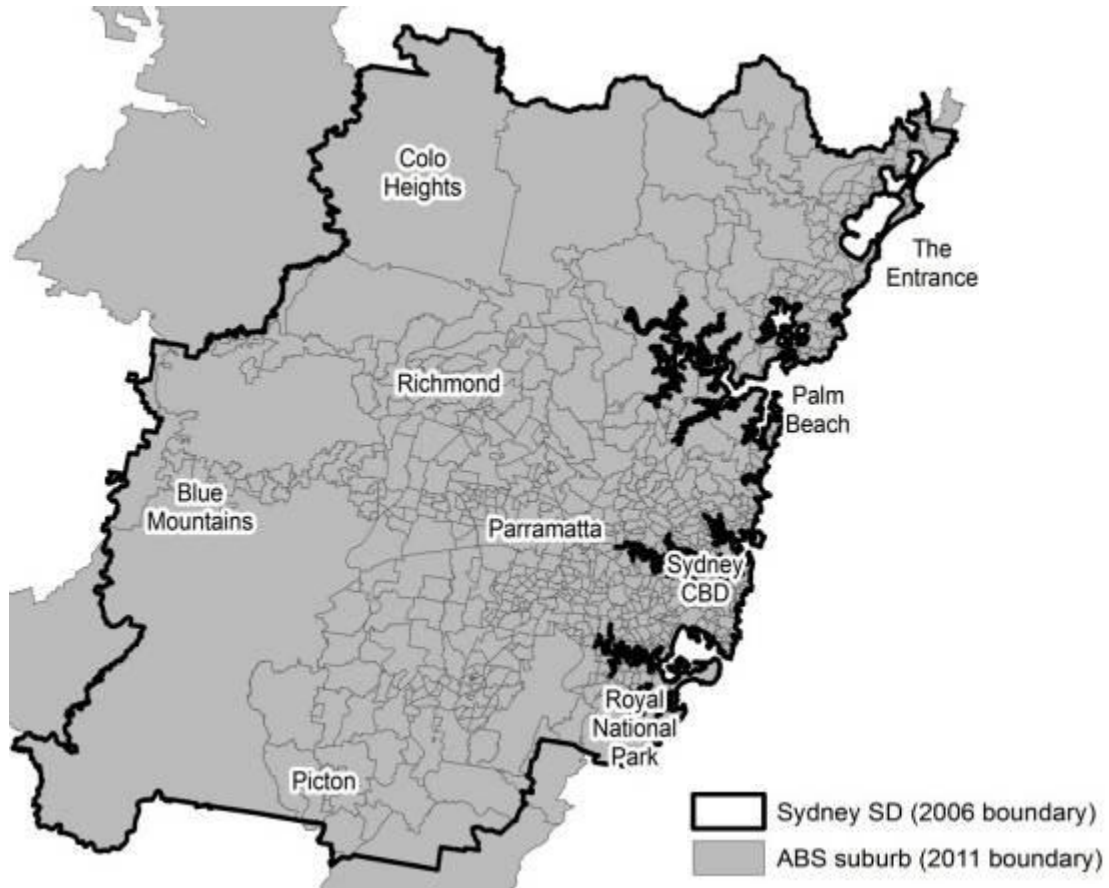 Colo
Heights
The
Entrance
Richmond
Palm
Beach
Blue
Mountains
Parramatta
Sydney
CBD
Royal
National
Park
Picton
Sydney SD (2006 boundary)
ABS suburb (2011 boundary)